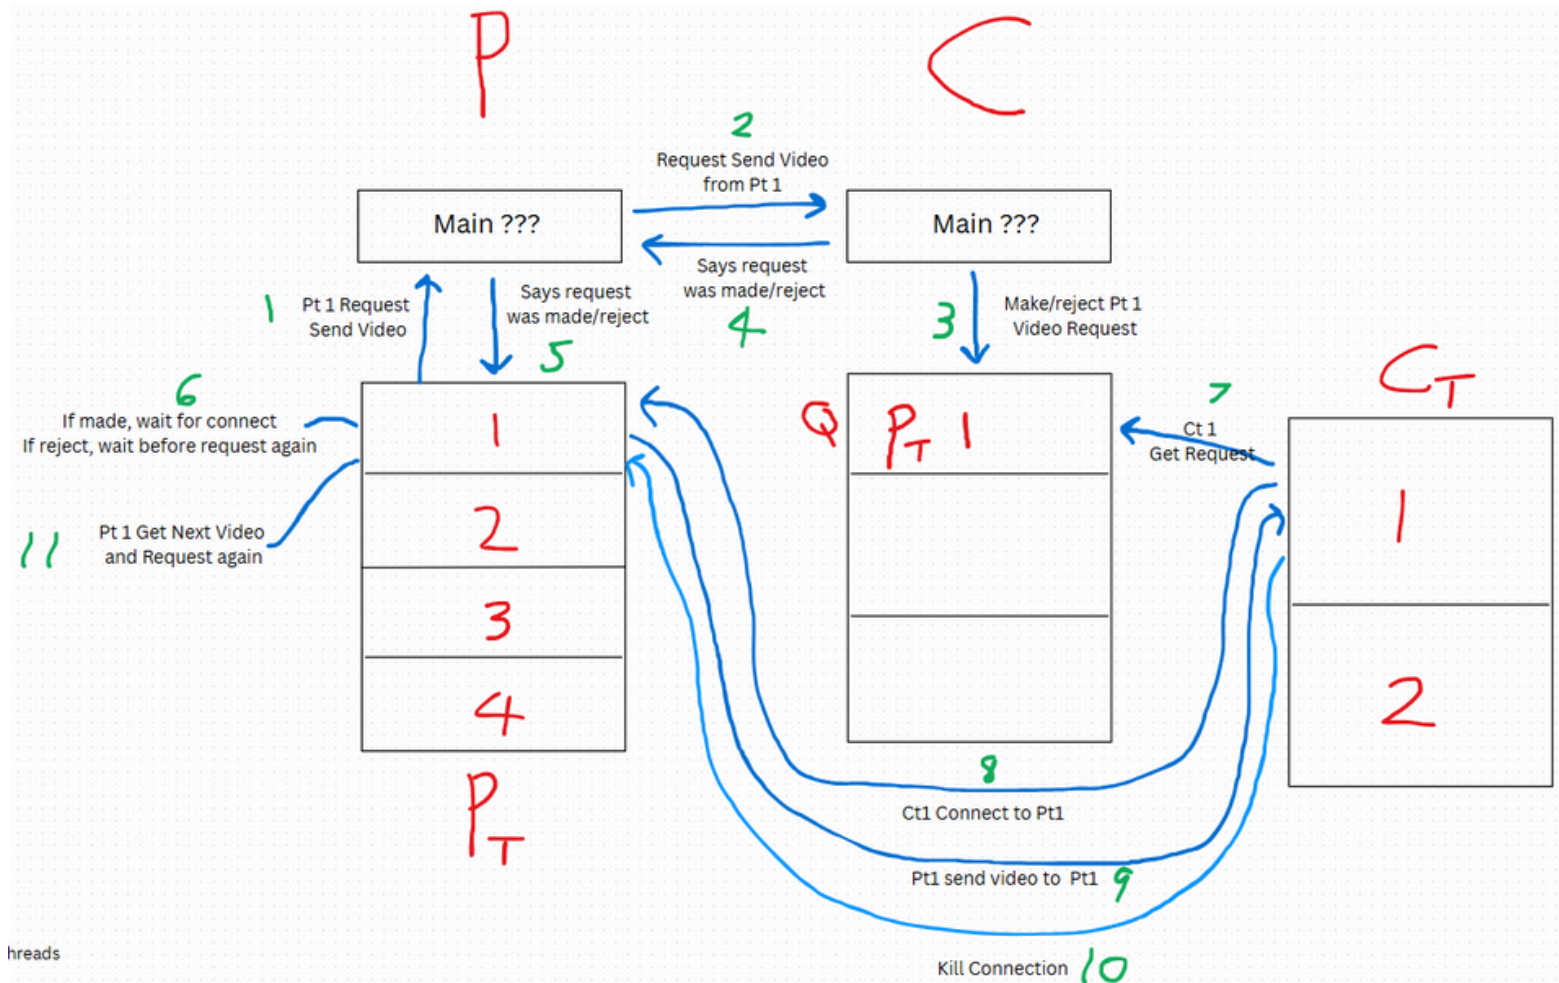 P
C
2
Request Send Video
from Pt 1
Main ???
Main ???
Says request
was made/reject
4
1
Pt 1 Request
Send Video
Says request
was made/reject
5
3
Make/reject Pt 1
Video Request
6
If made, wait for connect
If reject, wait before request again
11
Pt 1 Get Next Video
and Request again
1
2
3
4
PT
Q
PT 1
7
Ct 1
Get Request
CT
1
2
8
Ct1 Connect to Pt1
Pt1 send video to Pt1 9
Kill Connection 10
hreads